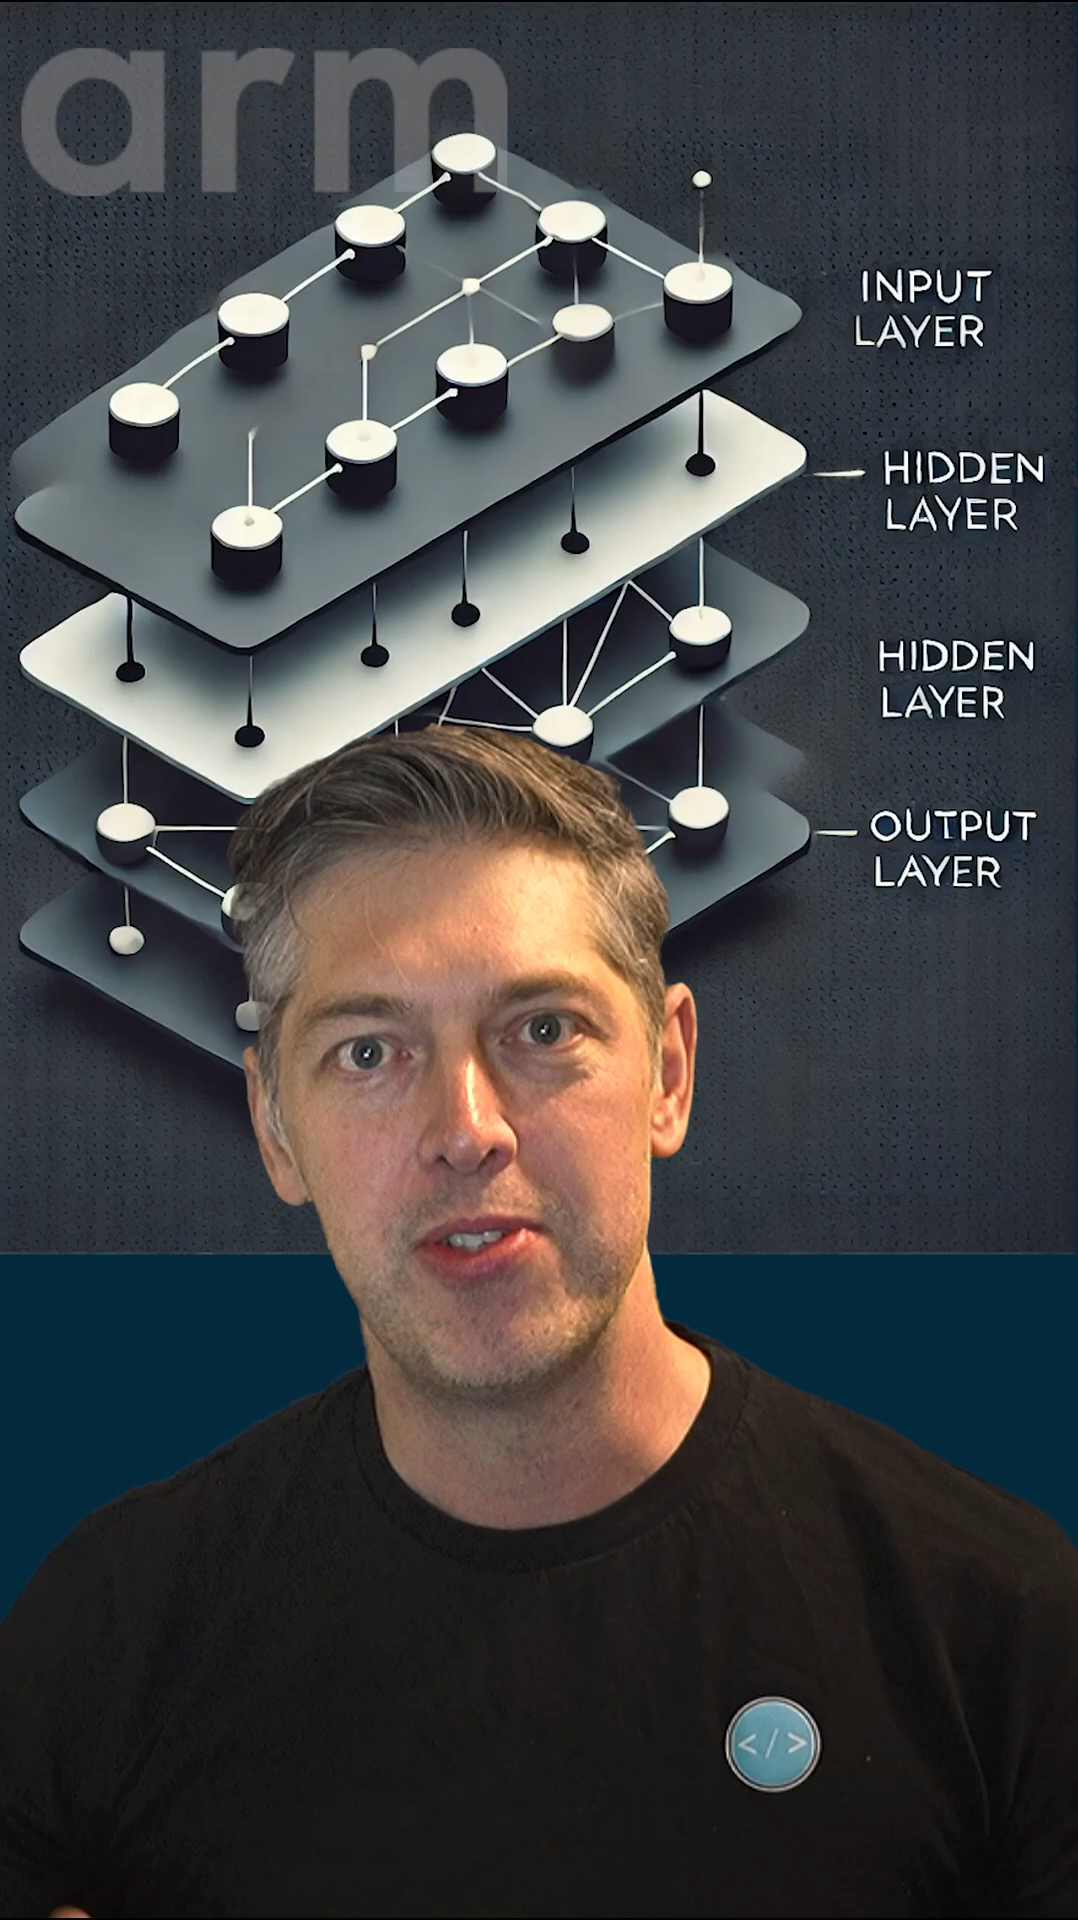 arm
INPUT
LAYER
HIDDEN
LAYER
HIDDEN
LAYER
OUTPUT
LAYER
</>